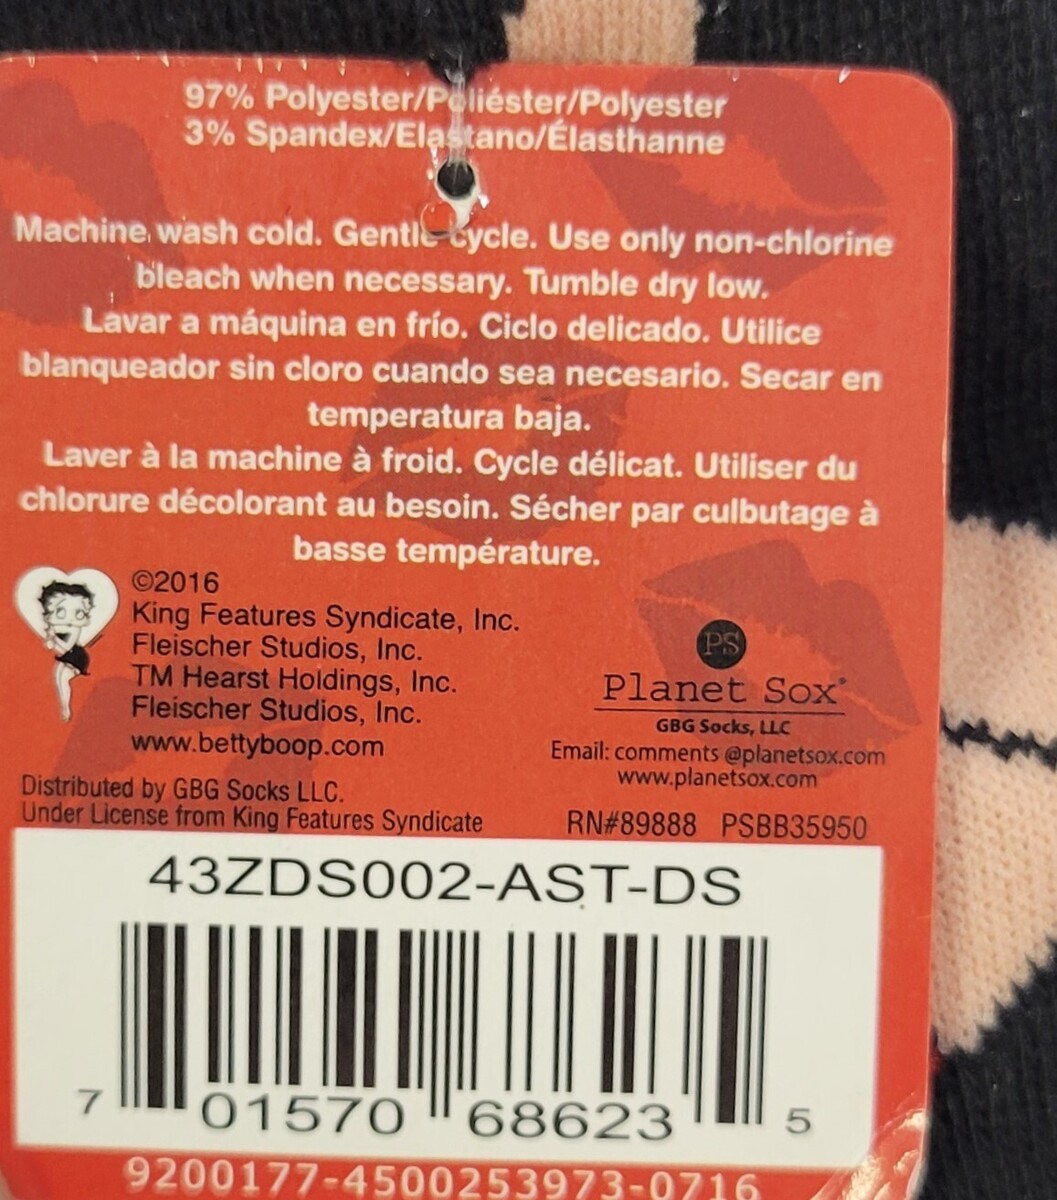 97% Polyester/Poliéster/Polyester
3% Spandex/Elastano/Élasthanne
Machine wash cold. Gentle cycle. Use only non-chlorine
bleach when necessary. Tumble dry low.
Lavar a máquina en frío. Ciclo delicado. Utilice
blanqueador sin cloro cuando sea necesario. Secar en
temperatura baja.
Laver à la machine à froid. Cycle délicat. Utiliser du
chlorure décolorant au besoin. Sécher par culbutage à
basse température.
©2016
King Features Syndicate, Inc.
Fleischer Studios, Inc.
TM Hearst Holdings, Inc.
Fleischer Studios, Inc.
www.bettyboop.com
PS
Planet Sox
GBG Socks, LLC
Email: comments @planetsox.com
www.planetsox.com
Distributed by GBG Socks LLC.
Under License from King Features Syndicate
RN#89888 PSBB35950
43ZDS002-AST-DS
7 01570 68623 5
9200177-4500253973-0716